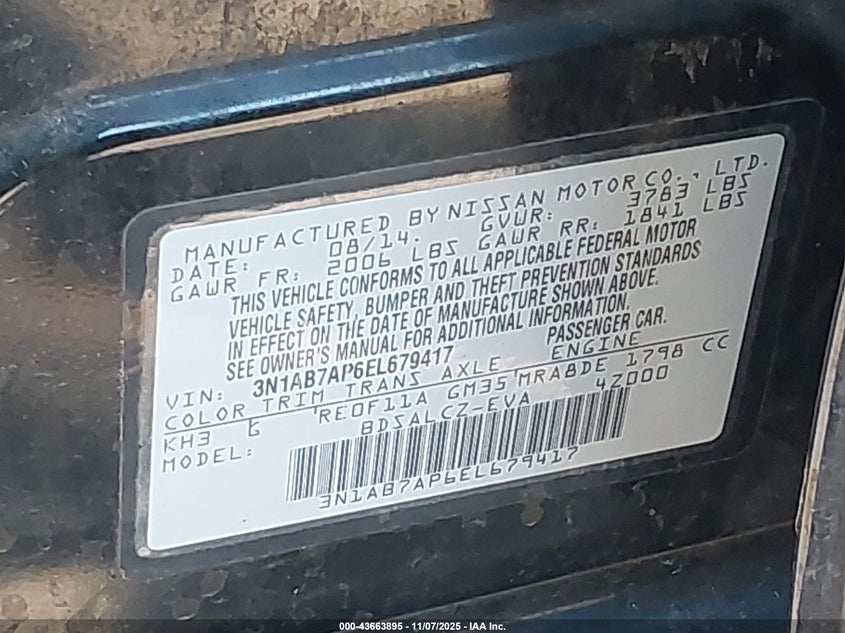 MANUFACTURED BY NISSAN MOTOR CO., LTD.
DATE: 08/14. GVWR: 3783 LBS
GAWR FR: 2006 LBS GAWR RR: 1841 LBS
THIS VEHICLE CONFORMS TO ALL APPLICABLE FEDERAL MOTOR
VEHICLE SAFETY, BUMPER AND THEFT PREVENTION STANDARDS
IN EFFECT ON THE DATE OF MANUFACTURE SHOWN ABOVE.
SEE OWNER'S MANUAL FOR ADDITIONAL INFORMATION.
VIN: 3N1AB7AP6EL679417 PASSENGER CAR.
COLOR TRIM TRANS AXLE ENGINE
KH3 G RE0F11A GM35 MRA8DE 1798 CC
MODEL: BDSALCZ-EVA 4Z000
3N1AB7AP6EL679417
000-43663895 - 11/07/2025 - IAA Inc.